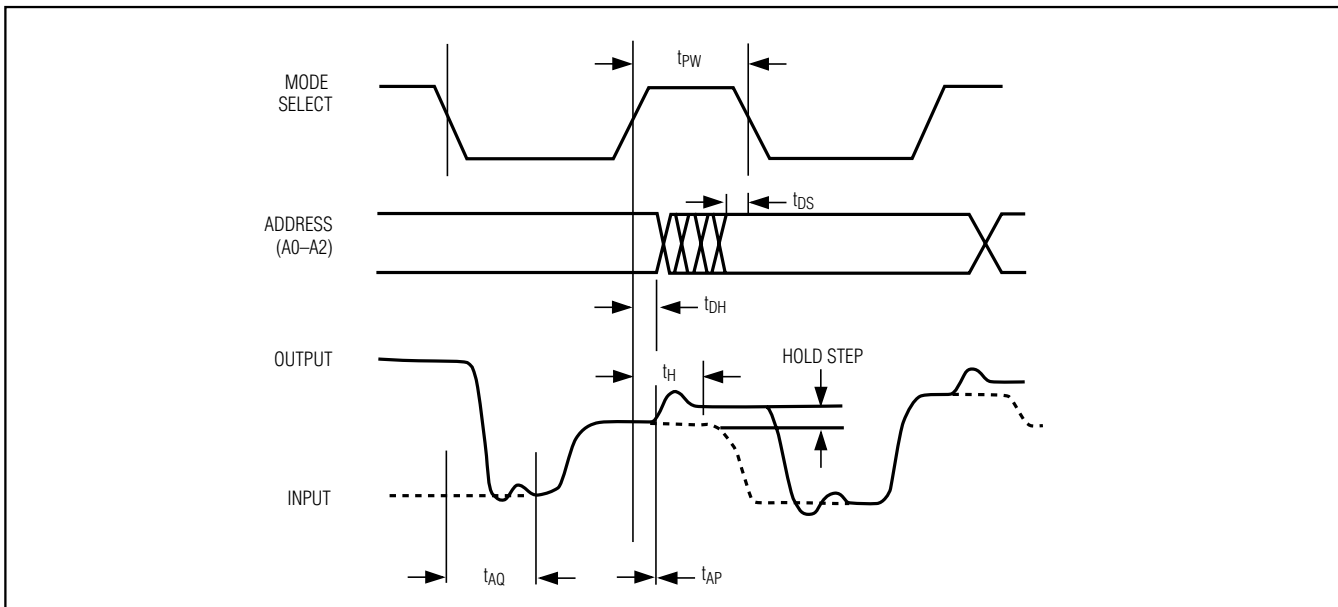 tPW
MODE
SELECT
tDS
ADDRESS
(A0–A2)
tDH
OUTPUT
HOLD STEP
tH
INPUT
tAQ
tAP